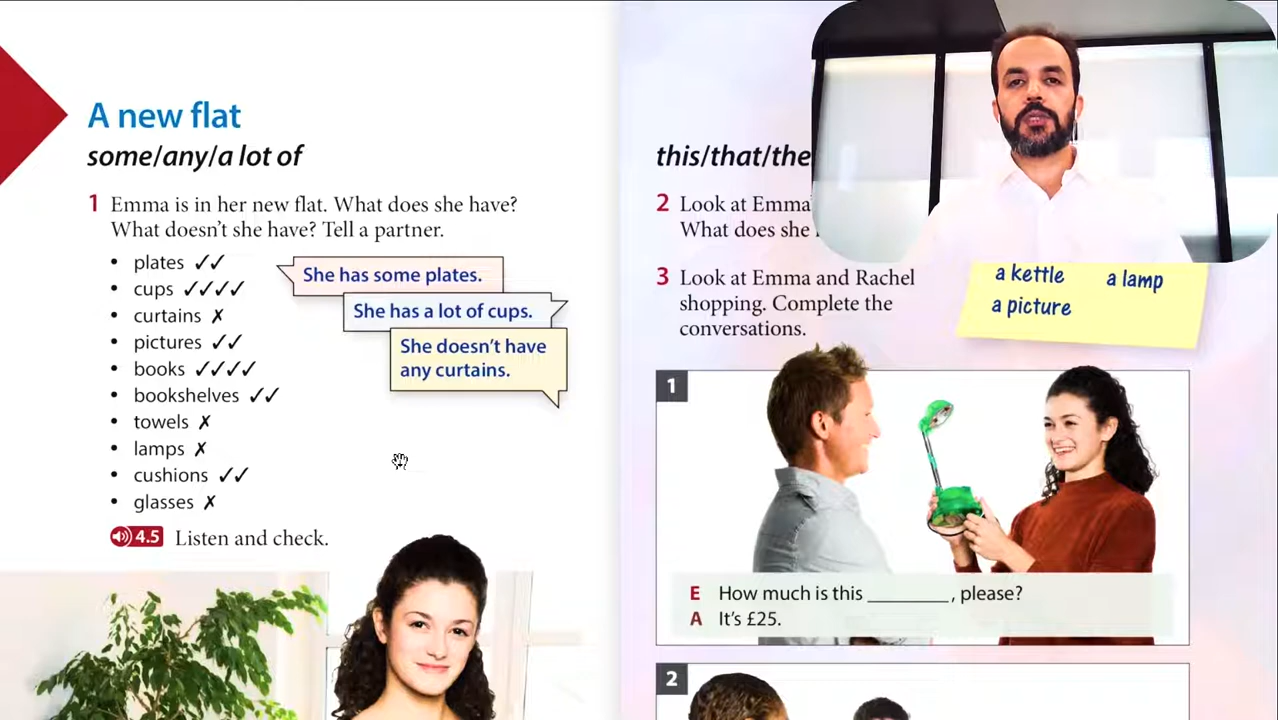 A new flat
some/any/a lot of
1 Emma is in her new flat. What does she have?
What doesn't she have? Tell a partner.
• plates ✓✓
• cups ✓✓✓✓
• curtains ✗
• pictures ✓✓
• books ✓✓✓✓
• bookshelves ✓✓
• towels ✗
• lamps ✗
• cushions ✓✓
• glasses ✗
She has some plates.
She has a lot of cups.
She doesn't have
any curtains.
4.5 Listen and check.
this/that/the
2 Look at Emma'
What does she
3 Look at Emma and Rachel
shopping. Complete the
conversations.
a kettle a lamp
a picture
1
E How much is this ________, please?
A It's £25.
2